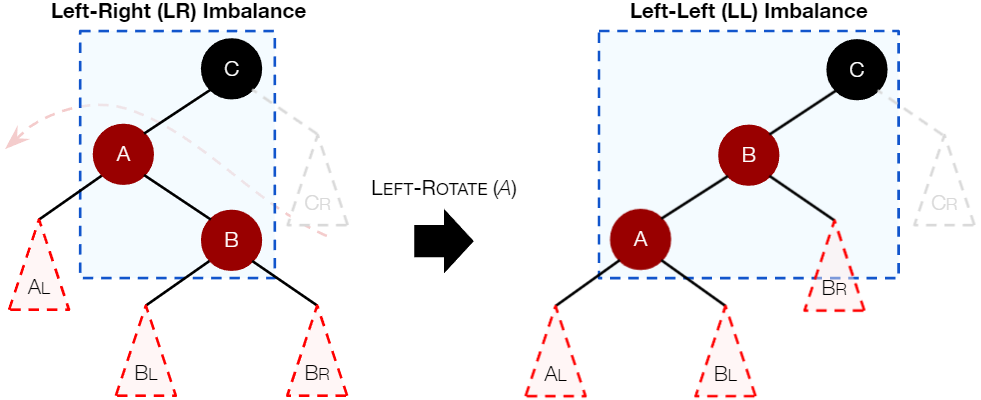 Left-Right (LR) Imbalance
C
A
B
CR
AL
BL
BR
LEFT-ROTATE (A)
Left-Left (LL) Imbalance
C
B
A
CR
BR
AL
BL